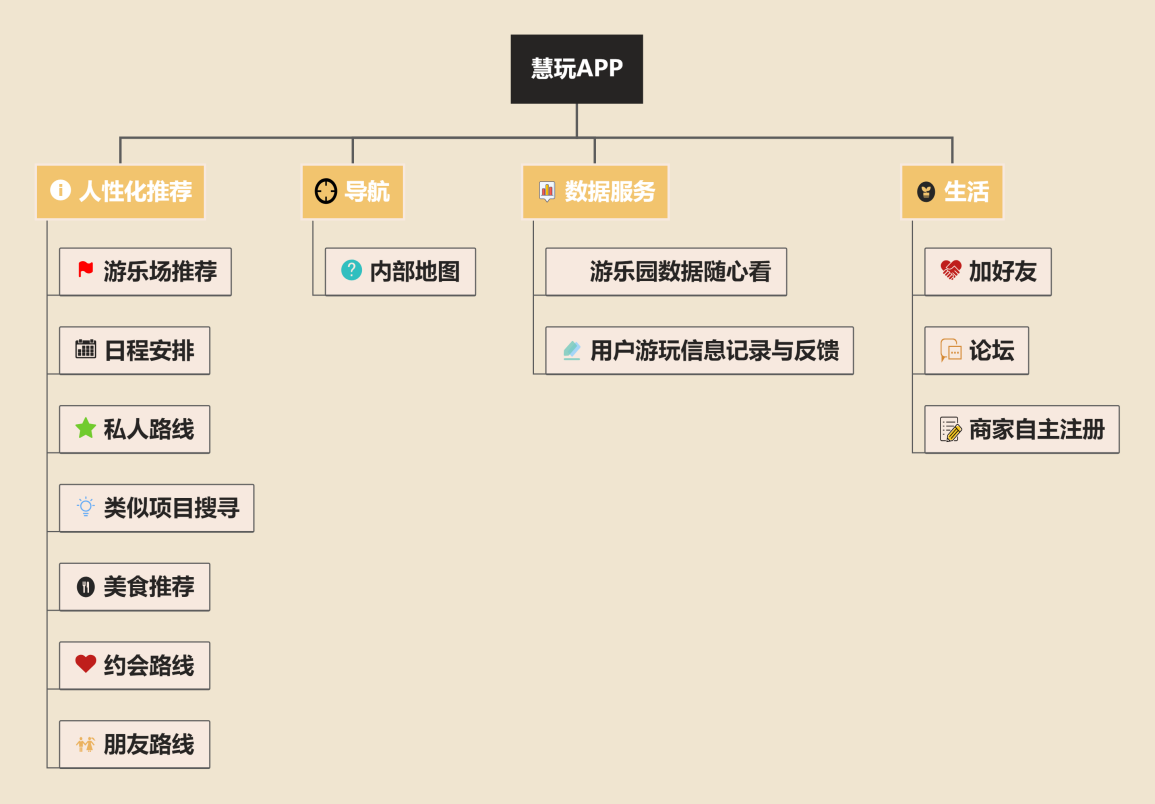 慧玩APP
人性化推荐
游乐场推荐
日程安排
私人路线
类似项目搜寻
美食推荐
约会路线
朋友路线
导航
内部地图
数据服务
游乐园数据随心看
用户游玩信息记录与反馈
生活
加好友
论坛
商家自主注册